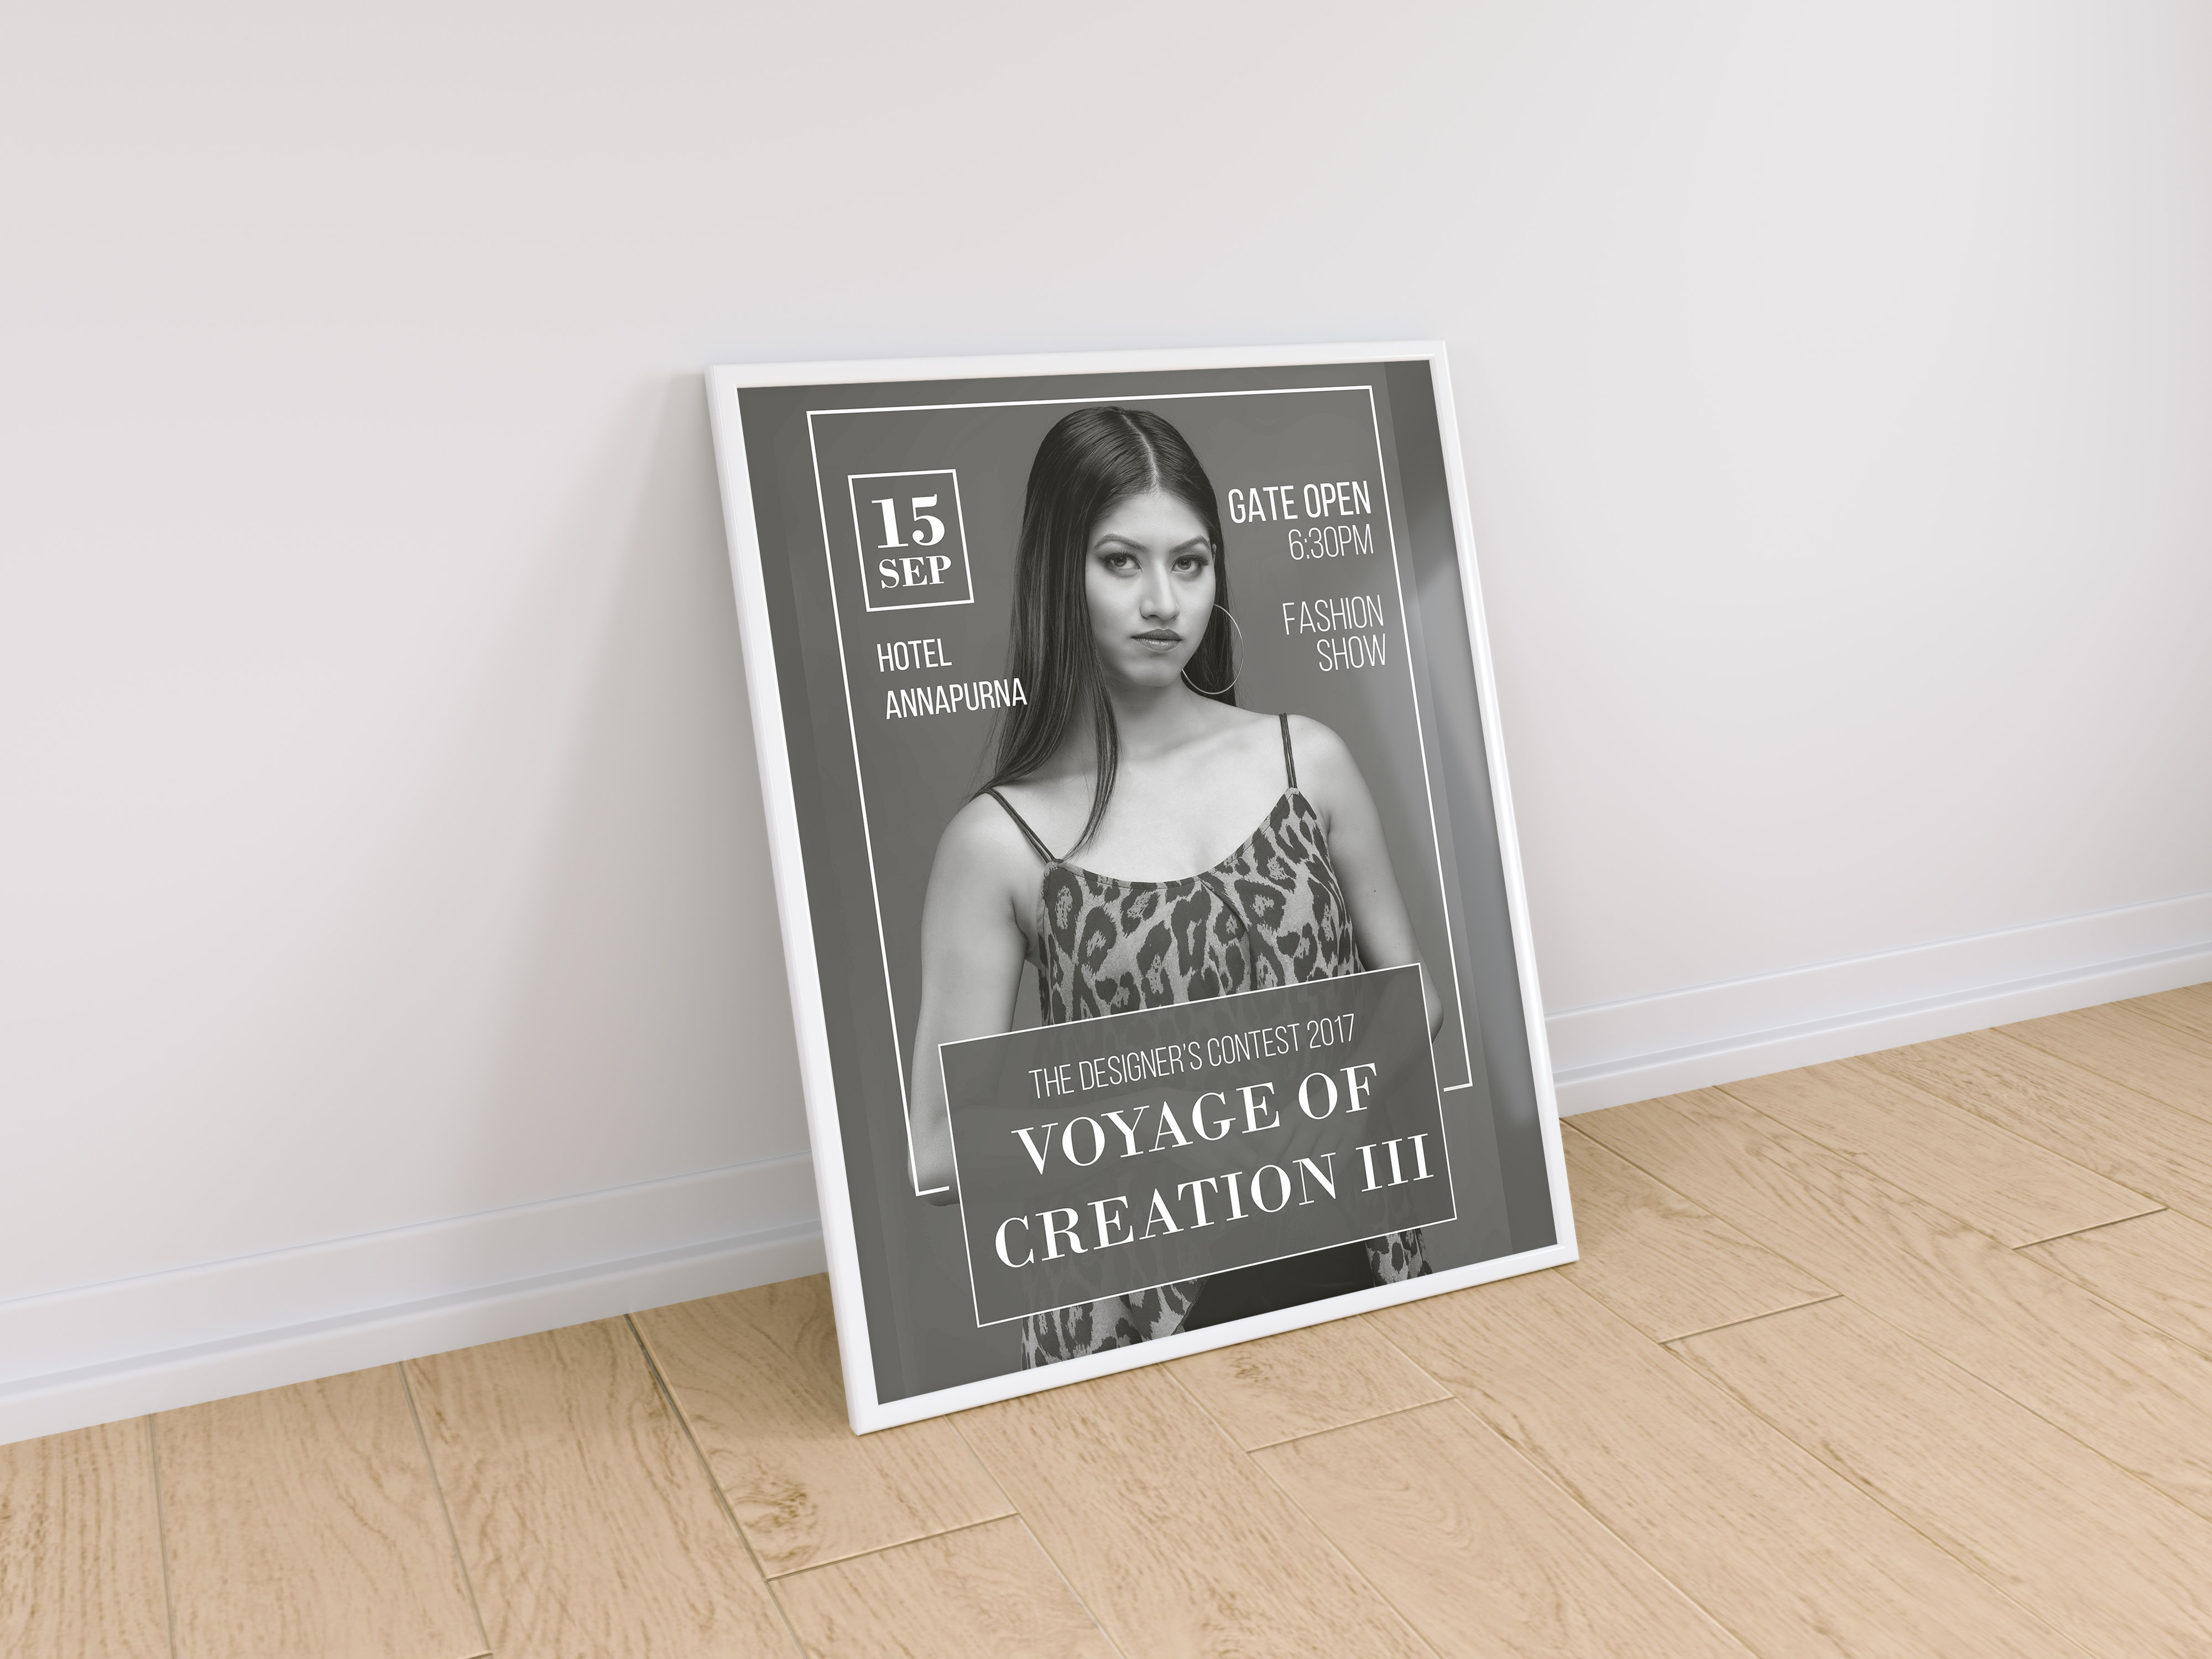 15
SEP
HOTEL
ANNAPURNA
GATE OPEN
6:30PM
FASHION
SHOW
THE DESIGNER'S CONTEST 2017
VOYAGE OF
CREATION III